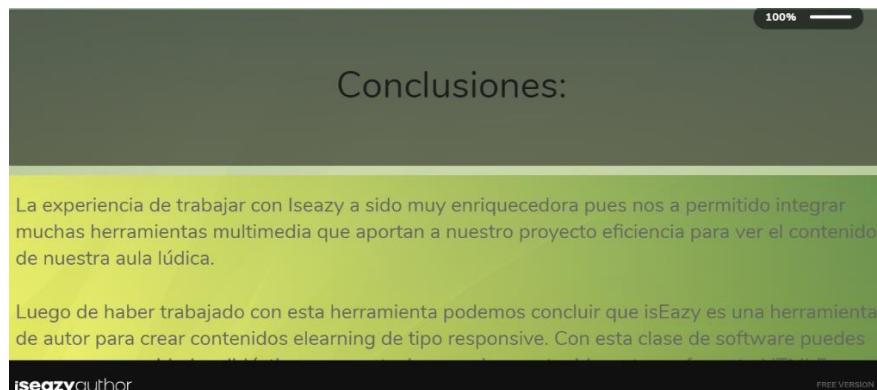 100%
Conclusiones:
La experiencia de trabajar con Iseazy a sido muy enriquecedora pues nos a permitido integrar
muchas herramientas multimedia que aportan a nuestro proyecto eficiencia para ver el contenido
de nuestra aula lúdica.
Luego de haber trabajado con esta herramienta podemos concluir que isEazy es una herramienta
de autor para crear contenidos elearning de tipo responsive. Con esta clase de software puedes
iseazyauthor
FREE VERSION